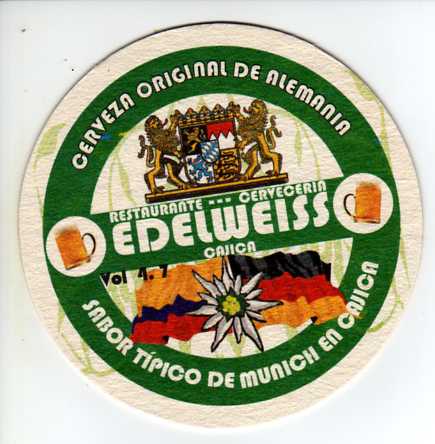 CERVEZA ORIGINAL DE ALEMANIA
RESTAURANTE --- CERVECERIA
EDELWEISS
CAJICA
Vol 4.7
SABOR TÍPICO DE MUNICH EN CAJICA